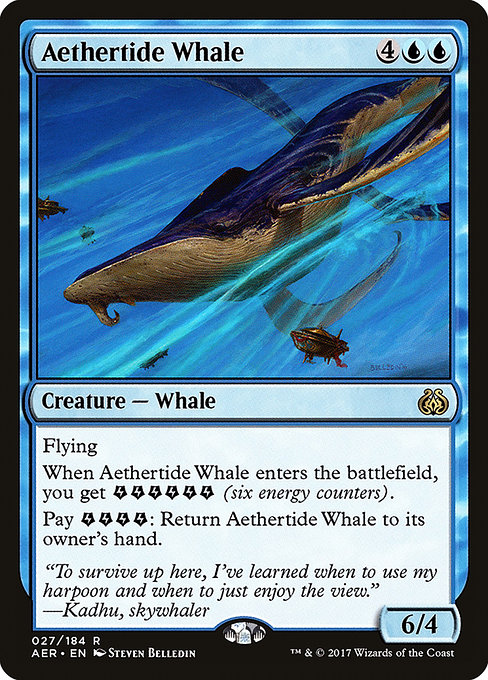 Aethertide Whale 4
BELLEDIN
Creature — Whale
Flying
When Aethertide Whale enters the battlefield,
you get (six energy counters).
Pay : Return Aethertide Whale to its
owner's hand.
"To survive up here, I've learned when to use my
harpoon and when to just enjoy the view."
—Kadhu, skywhaler
6/4
027/184 R
AER • EN Steven Belledin
™ & © 2017 Wizards of the Coast